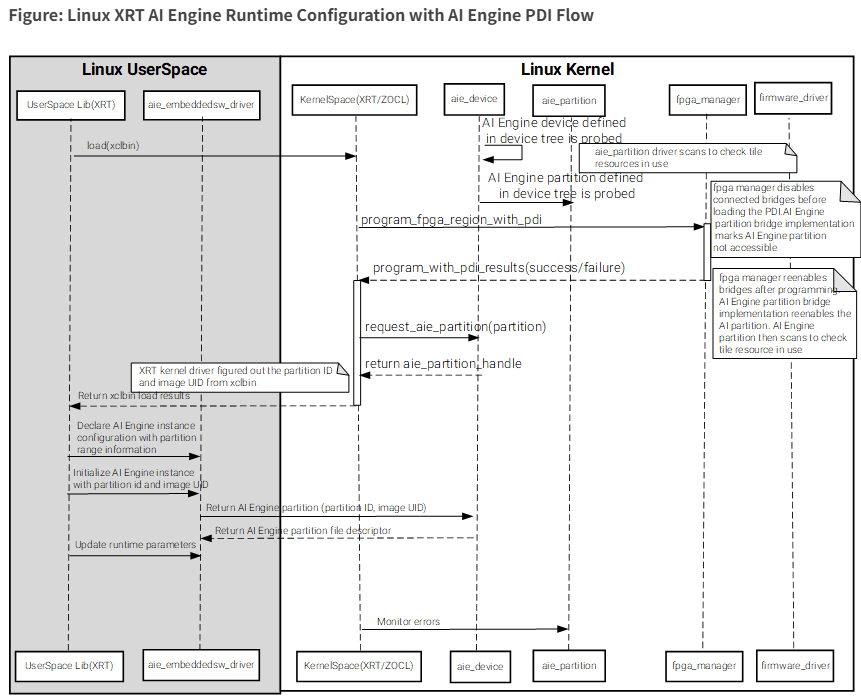 Figure: Linux XRT AI Engine Runtime Configuration with AI Engine PDI Flow
Linux UserSpace
Linux Kernel
UserSpace Lib(XRT)
aie_embeddedsw_driver
KernelSpace(XRT/ZOCL)
aie_device
aie_partition
fpga_manager
firmware_driver
AI Engine device defined
in device tree is probed
load(xclbin)
aie_partition driver scans to check tile
resources in use
AI Engine partition defined
in device tree is probed
fpga manager disables
connected bridges before
loading the PDI.AI Engine
partition bridge implementation
marks AI Engine partition
not accessible
program_fpga_region_with_pdi
program_with_pdi_results(success/failure)
fpga manager reenables
bridges after programming
AI Engine partition bridge
implementation reenables the
AI partition. AI Engine
partition then scans to check
tile resource in use
request_aie_partition(partition)
return aie_partition_handle
XRT kernel driver figured out the partition ID
and image UID from xclbin
Return xclbin load results
Declare AI Engine instance
configuration with partition
range information
Initialize AI Engine instance
with partition id and image UID
Return AI Engine partition (partition ID, image UID)
Return AI Engine partition file descriptor
Update runtime parameters
Monitor errors
UserSpace Lib(XRT)
aie_embeddedsw_driver
KernelSpace(XRT/ZOCL)
aie_device
aie_partition
fpga_manager
firmware_driver